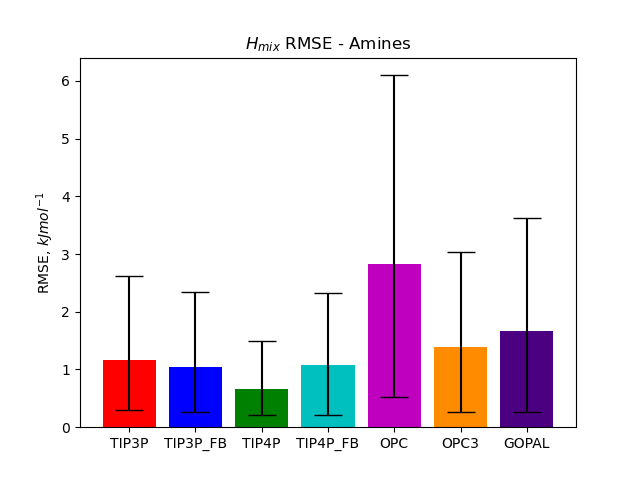 H_mix RMSE - Amines
RMSE, kJmol^−1
6
5
4
3
2
1
0
TIP3P TIP3P_FB TIP4P TIP4P_FB OPC OPC3 GOPAL